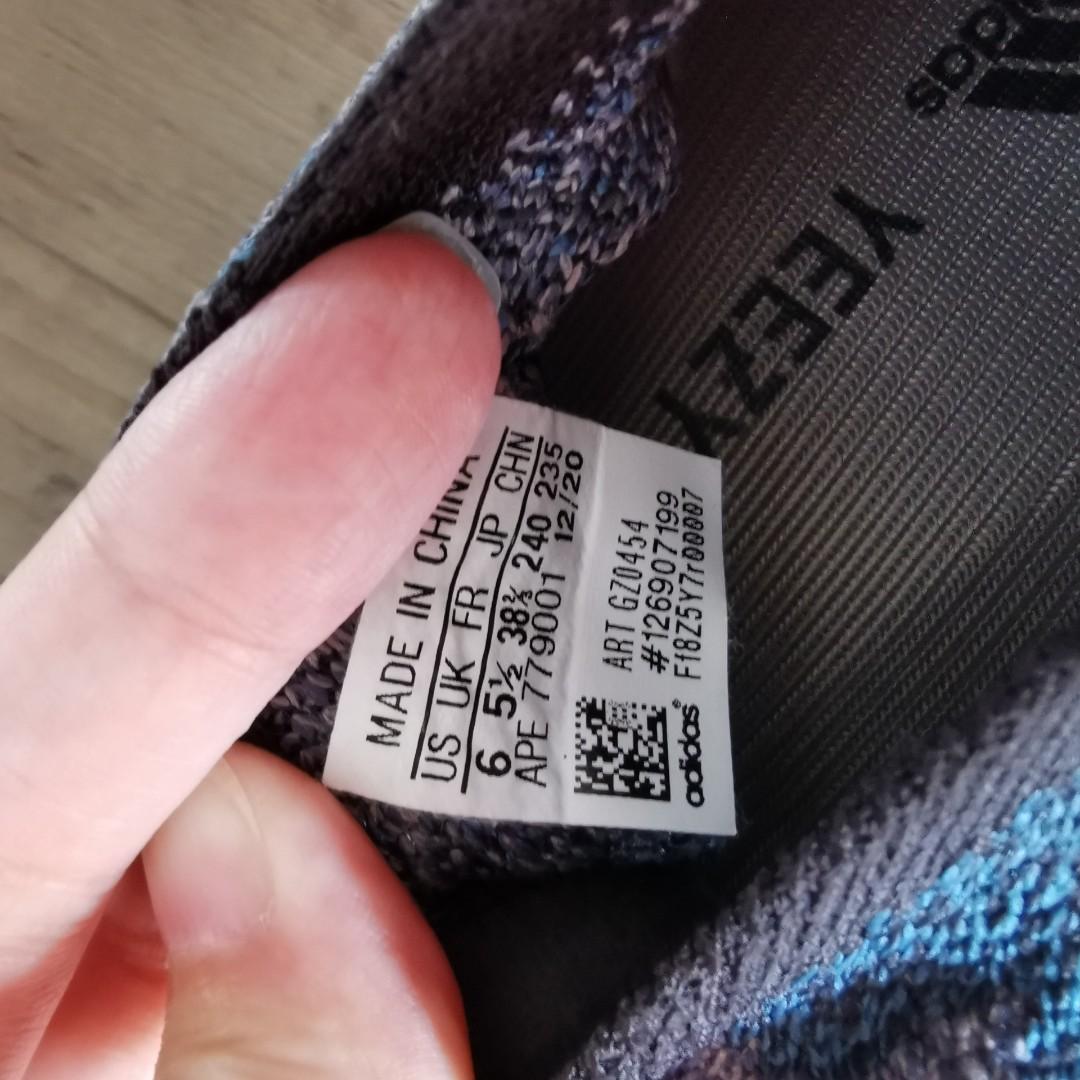 MADE IN CHINA
US UK FR JP CHN
6 5½ 38⅔ 240 235
APE 779001 12/20
ART GZ0454
#126907199
F18Z5Y7r00007
adidas®
YEEZY
adidas